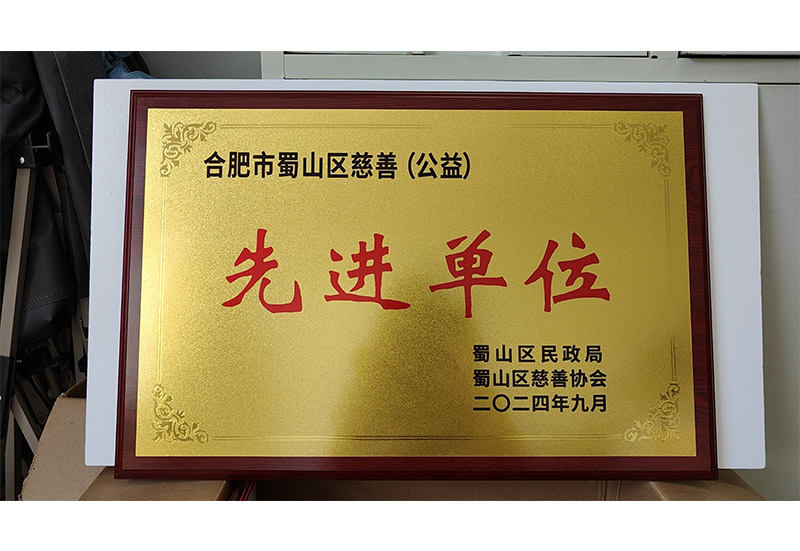 合肥市蜀山区慈善(公益)
先进单位
蜀山区民政局
蜀山区慈善协会
二〇二四年九月